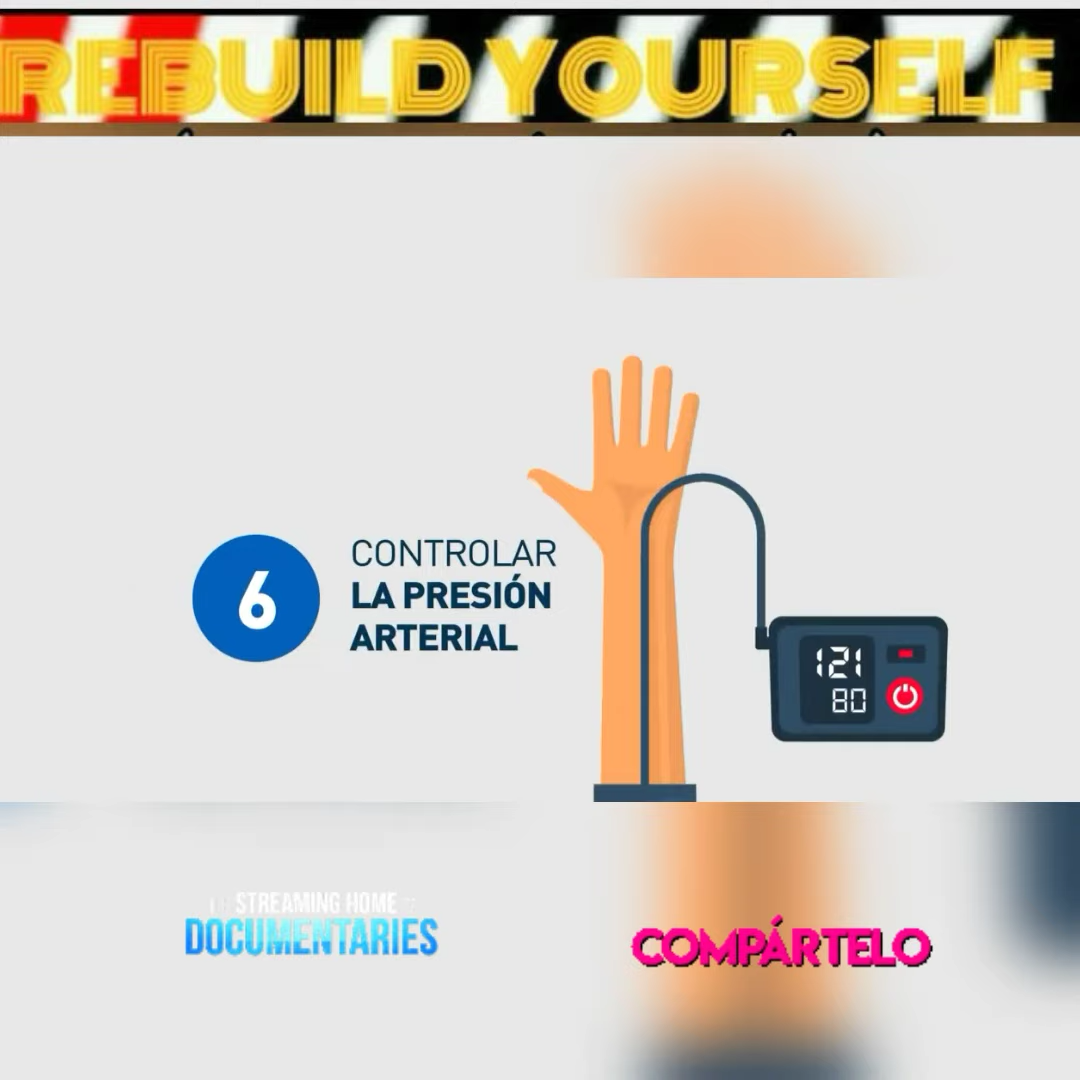 REBUILD YOURSELF
6
CONTROLAR
LA PRESIÓN
ARTERIAL
121
80
STREAMING HOME
DOCUMENTARIES
COMPÁRTELO